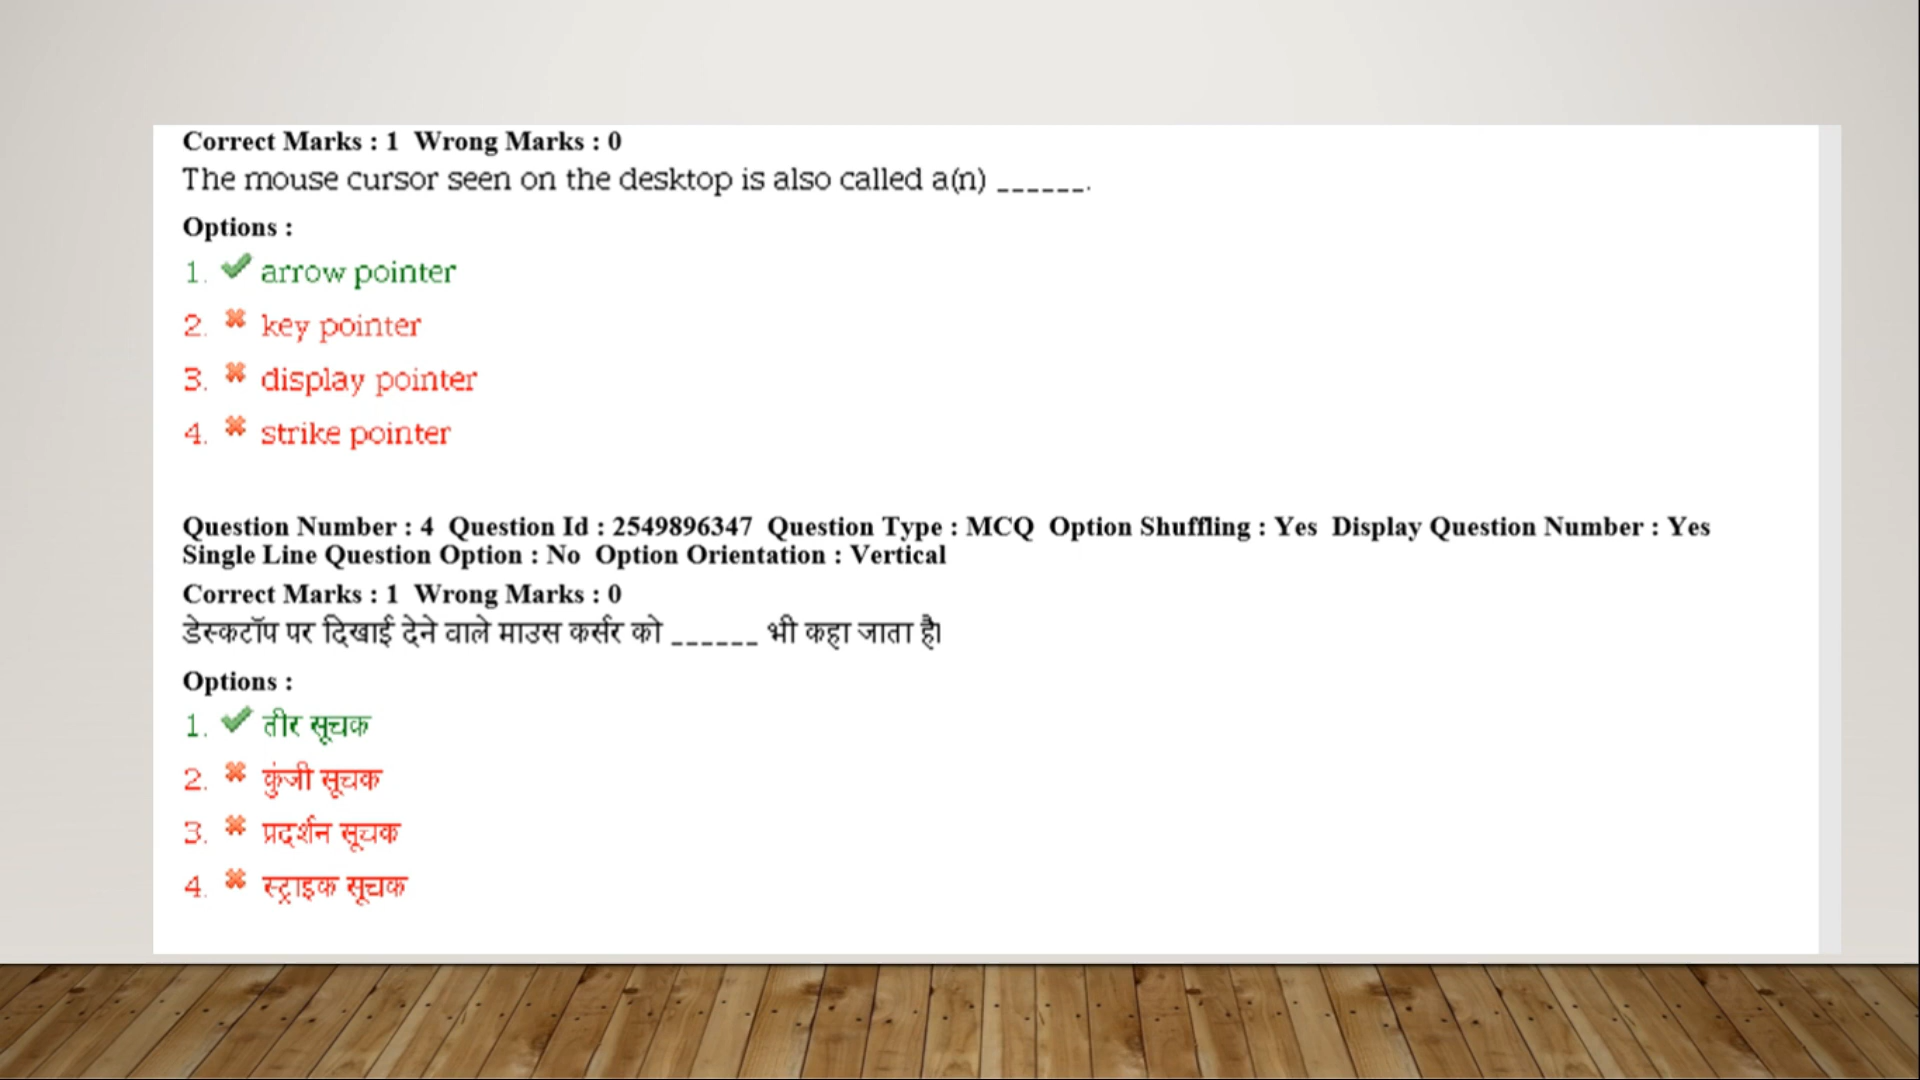 Correct Marks : 1 Wrong Marks : 0
The mouse cursor seen on the desktop is also called a(n) ______.
Options :
1. arrow pointer
2. key pointer
3. display pointer
4. strike pointer
Question Number : 4 Question Id : 2549896347 Question Type : MCQ Option Shuffling : Yes Display Question Number : Yes
Single Line Question Option : No Option Orientation : Vertical
Correct Marks : 1 Wrong Marks : 0
डेस्कटॉप पर दिखाई देने वाले माउस कर्सर को ______ भी कहा जाता है।
Options :
1. तीर सूचक
2. कुंजी सूचक
3. प्रदर्शन सूचक
4. स्ट्राइक सूचक